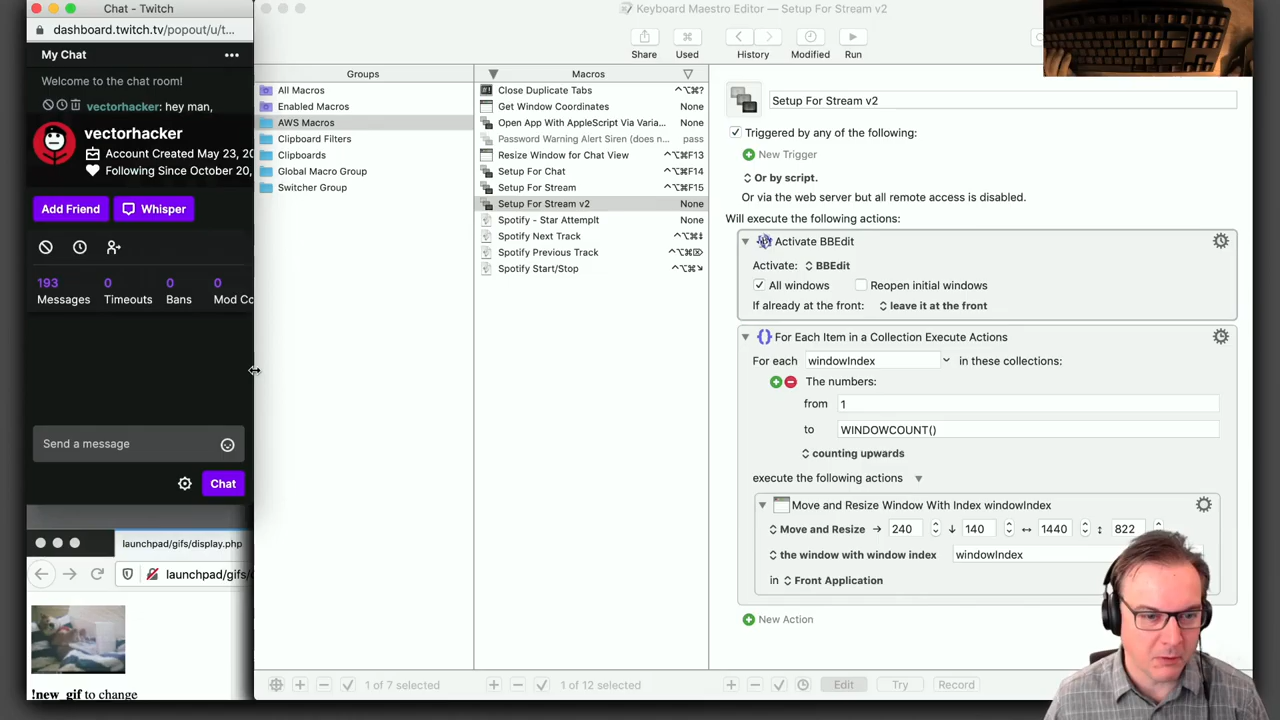 Chat - Twitch
dashboard.twitch.tv/popout/u/t...
My Chat
Welcome to the chat room!
vectorhacker: hey man,
vectorhacker
Account Created May 23, 20
Following Since October 20,
Add Friend
Whisper
193
0
0
0
Messages
Timeouts
Bans
Mod Co
Send a message
Chat
launchpad/gifs/display.php
launchpad/gifs/
!new_gif to change
Keyboard Maestro Editor — Setup For Stream v2
Share
Used
History
Modified
Run
Groups
All Macros
Enabled Macros
AWS Macros
Clipboard Filters
Clipboards
Global Macro Group
Switcher Group
1 of 7 selected
Macros
Close Duplicate Tabs ^⌥⌘?
Get Window Coordinates None
Open App With AppleScript Via Varia... None
Password Warning Alert Siren (does n... pass
Resize Window for Chat View ^⌥⌘F13
Setup For Chat ^⌥⌘F14
Setup For Stream ^⌥⌘F15
Setup For Stream v2 None
Spotify - Star AttempIt None
Spotify Next Track ^⌥⌘⇟
Spotify Previous Track ^⌥⌘⌦
Spotify Start/Stop ^⌥⌘↘
1 of 12 selected
Setup For Stream v2
Triggered by any of the following:
New Trigger
Or by script.
Or via the web server but all remote access is disabled.
Will execute the following actions:
Activate BBEdit
Activate: BBEdit
All windows
Reopen initial windows
If already at the front: leave it at the front
For Each Item in a Collection Execute Actions
For each windowIndex in these collections:
The numbers:
from 1
to WINDOWCOUNT()
counting upwards
execute the following actions
Move and Resize Window With Index windowIndex
Move and Resize → 240 ↓ 140 ↔ 1440 ↕ 822
the window with window index windowIndex
in Front Application
New Action
Edit
Try
Record